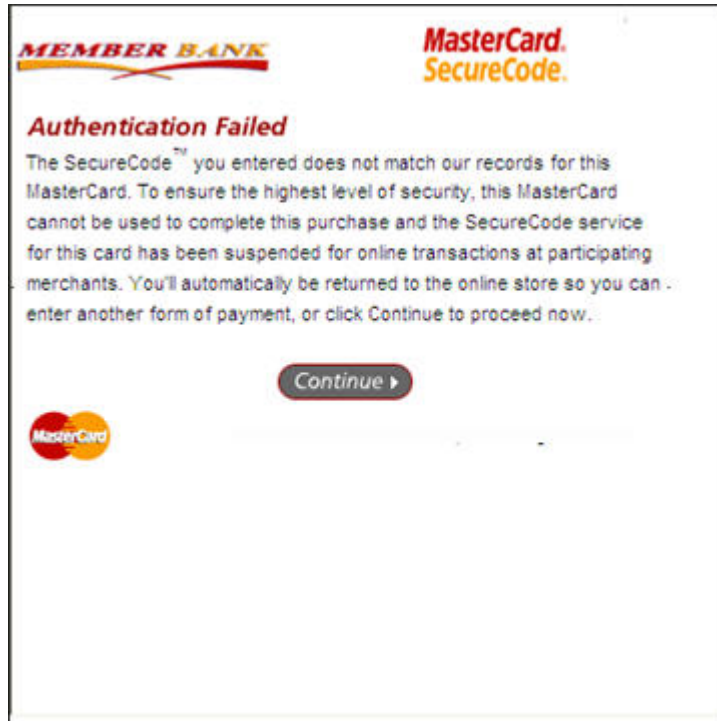 MEMBER BANK
MasterCard.
SecureCode.
Authentication Failed
The SecureCode™ you entered does not match our records for this
MasterCard. To ensure the highest level of security, this MasterCard
cannot be used to complete this purchase and the SecureCode service
for this card has been suspended for online transactions at participating
merchants. You'll automatically be returned to the online store so you can
enter another form of payment, or click Continue to proceed now.
Continue
MasterCard